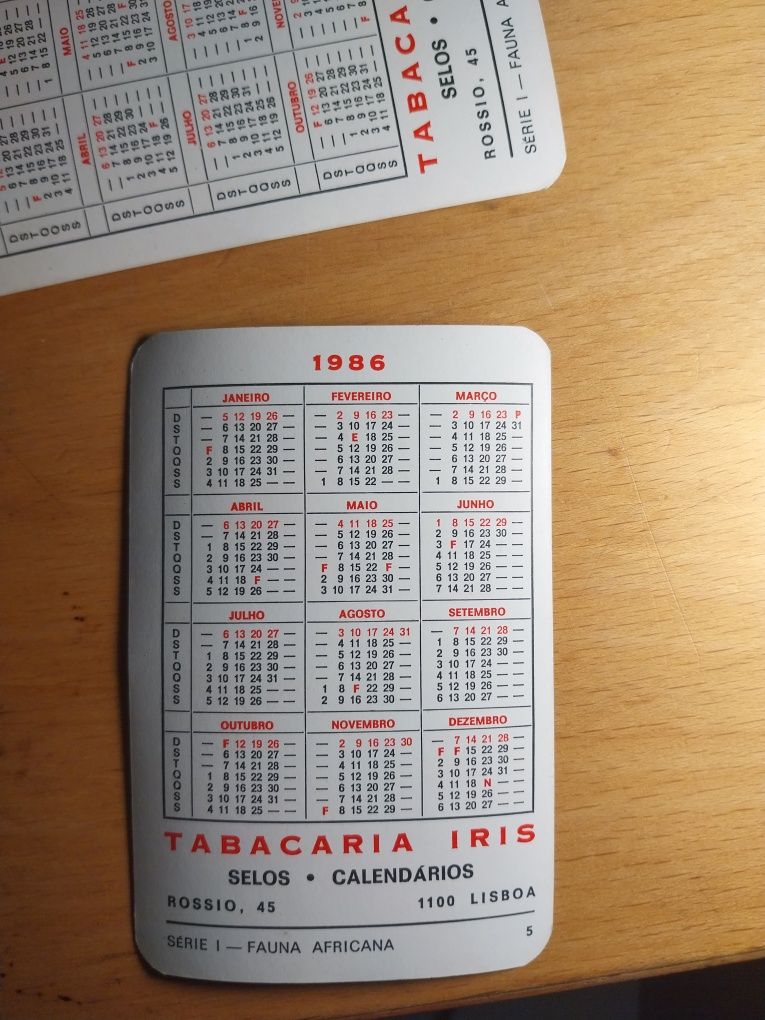 MAIO
AGOSTO
ABRIL
JULHO
OUTUBRO
TABACA
SELOS •
ROSSIO, 45
SÉRIE I — FAUNA A
1986
JANEIRO FEVEREIRO MARÇO
D — 5 12 19 26 — — 2 9 16 23 — — 2 9 16 23 P
S — 6 13 20 27 — — 3 10 17 24 — — 3 10 17 24 31
T — 7 14 21 28 — — 4 E 18 25 — — 4 11 18 25 —
Q F 8 15 22 29 — — 5 12 19 26 — — 5 12 19 26 —
Q 2 9 16 23 30 — — 6 13 20 27 — — 6 13 20 27 —
S 3 10 17 24 31 — — 7 14 21 28 — — 7 14 21 28 —
S 4 11 18 25 — — 1 8 15 22 — — 1 8 15 22 29 —
ABRIL MAIO JUNHO
D — 6 13 20 27 — — 4 11 18 25 — 1 8 15 22 29 —
S — 7 14 21 28 — — 5 12 19 26 — 2 9 16 23 30 —
T 1 8 15 22 29 — — 6 13 20 27 — 3 F 17 24 — —
Q 2 9 16 23 30 — — 7 14 21 28 — 4 11 18 25 — —
Q 3 10 17 24 — — F 8 15 22 F — 5 12 19 26 — —
S 4 11 18 F — — 2 9 16 23 30 — 6 13 20 27 — —
S 5 12 19 26 — — 3 10 17 24 31 — 7 14 21 28 — —
JULHO AGOSTO SETEMBRO
D — 6 13 20 27 — — 3 10 17 24 31 — 7 14 21 28 —
S — 7 14 21 28 — — 4 11 18 25 — 1 8 15 22 29 —
T 1 8 15 22 29 — — 5 12 19 26 — 2 9 16 23 30 —
Q 2 9 16 23 30 — — 6 13 20 27 — 3 10 17 24 — —
Q 3 10 17 24 31 — — 7 14 21 28 — 4 11 18 25 — —
S 4 11 18 25 — — 1 8 F 22 29 — 5 12 19 26 — —
S 5 12 19 26 — — 2 9 16 23 30 — 6 13 20 27 — —
OUTUBRO NOVEMBRO DEZEMBRO
D — F 12 19 26 — — 2 9 16 23 30 — 7 14 21 28 —
S — 6 13 20 27 — — 3 10 17 24 — F F 15 22 29 —
T — 7 14 21 28 — — 4 11 18 25 — 2 9 16 23 30 —
Q 1 8 15 22 29 — — 5 12 19 26 — 3 10 17 24 31 —
Q 2 9 16 23 30 — — 6 13 20 27 — 4 11 18 N — —
S 3 10 17 24 31 — — 7 14 21 28 — 5 12 19 26 — —
S 4 11 18 25 — — F 8 15 22 29 — 6 13 20 27 — —
TABACARIA IRIS
SELOS • CALENDÁRIOS
ROSSIO, 45 1100 LISBOA
SÉRIE I — FAUNA AFRICANA 5